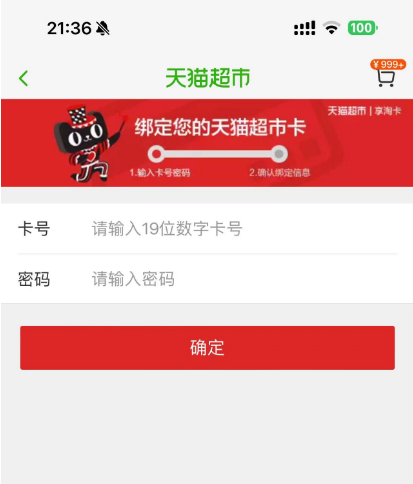 21:36
100
天猫超市
¥999+
天猫超市 | 享淘卡
绑定您的天猫超市卡
1.输入卡号密码
2.确认绑定信息
卡号 请输入19位数字卡号
密码 请输入密码
确定